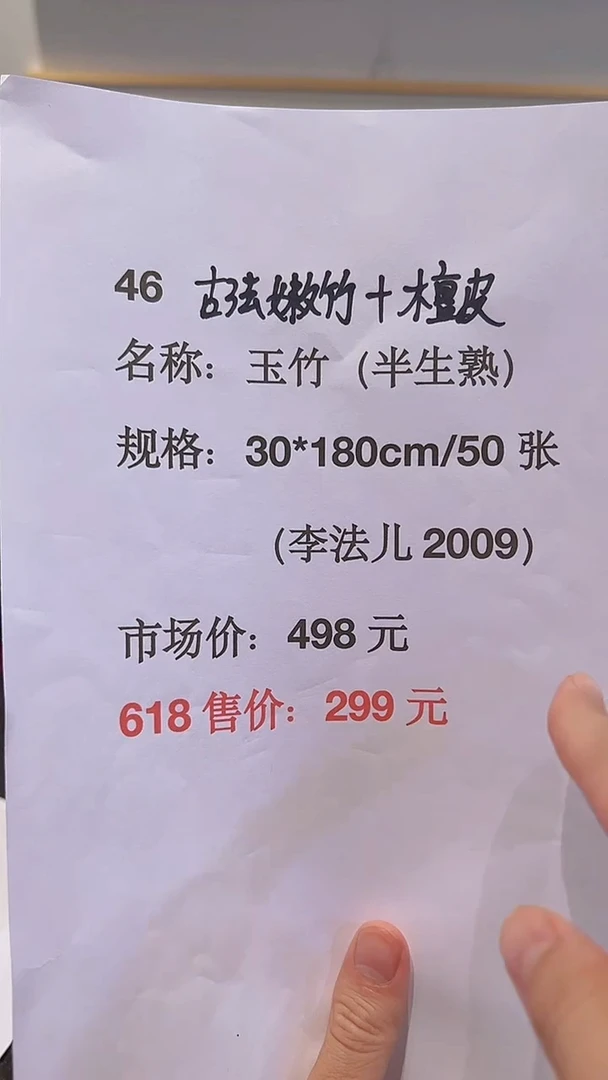 46 古法嫩竹+檀皮
名称：玉竹（半生熟）
规格：30*180cm/50 张
（李法儿 2009）
市场价：498 元
618 售价：299 元